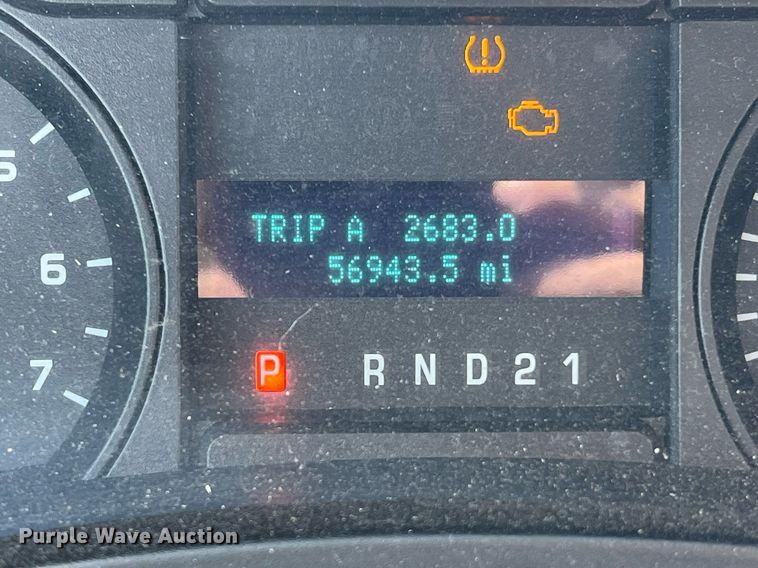 5
6
7
TRIP A 2683.0
56943.5 mi
P R N D 2 1
Purple Wave Auction